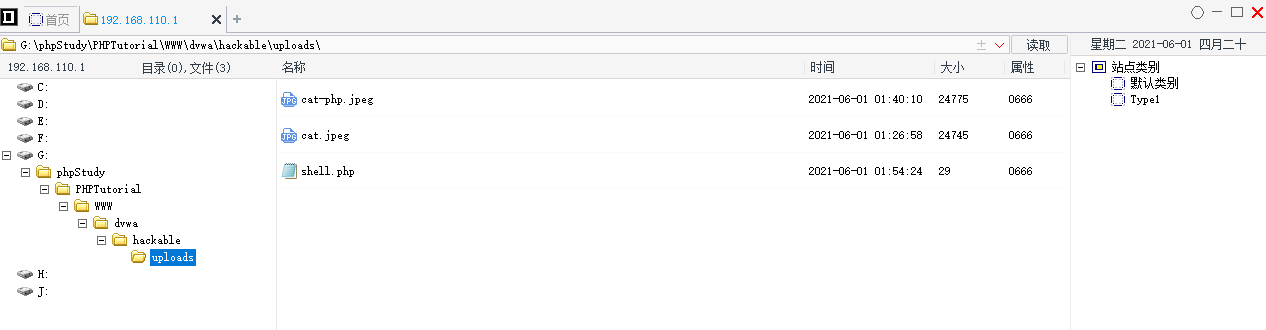 首页 192.168.110.1
G:\phpStudy\PHPTutorial\WWW\dvwa\hackable\uploads\ 读取 星期二 2021-06-01 四月二十
192.168.110.1 目录(0),文件(3) 名称 时间 大小 属性
C:
D:
E:
F:
G:
phpStudy
PHPTutorial
WWW
dvwa
hackable
uploads
H:
J:
cat-php.jpeg 2021-06-01 01:40:10 24775 0666
cat.jpeg 2021-06-01 01:26:58 24745 0666
shell.php 2021-06-01 01:54:24 29 0666
站点类别
默认类别
Type1